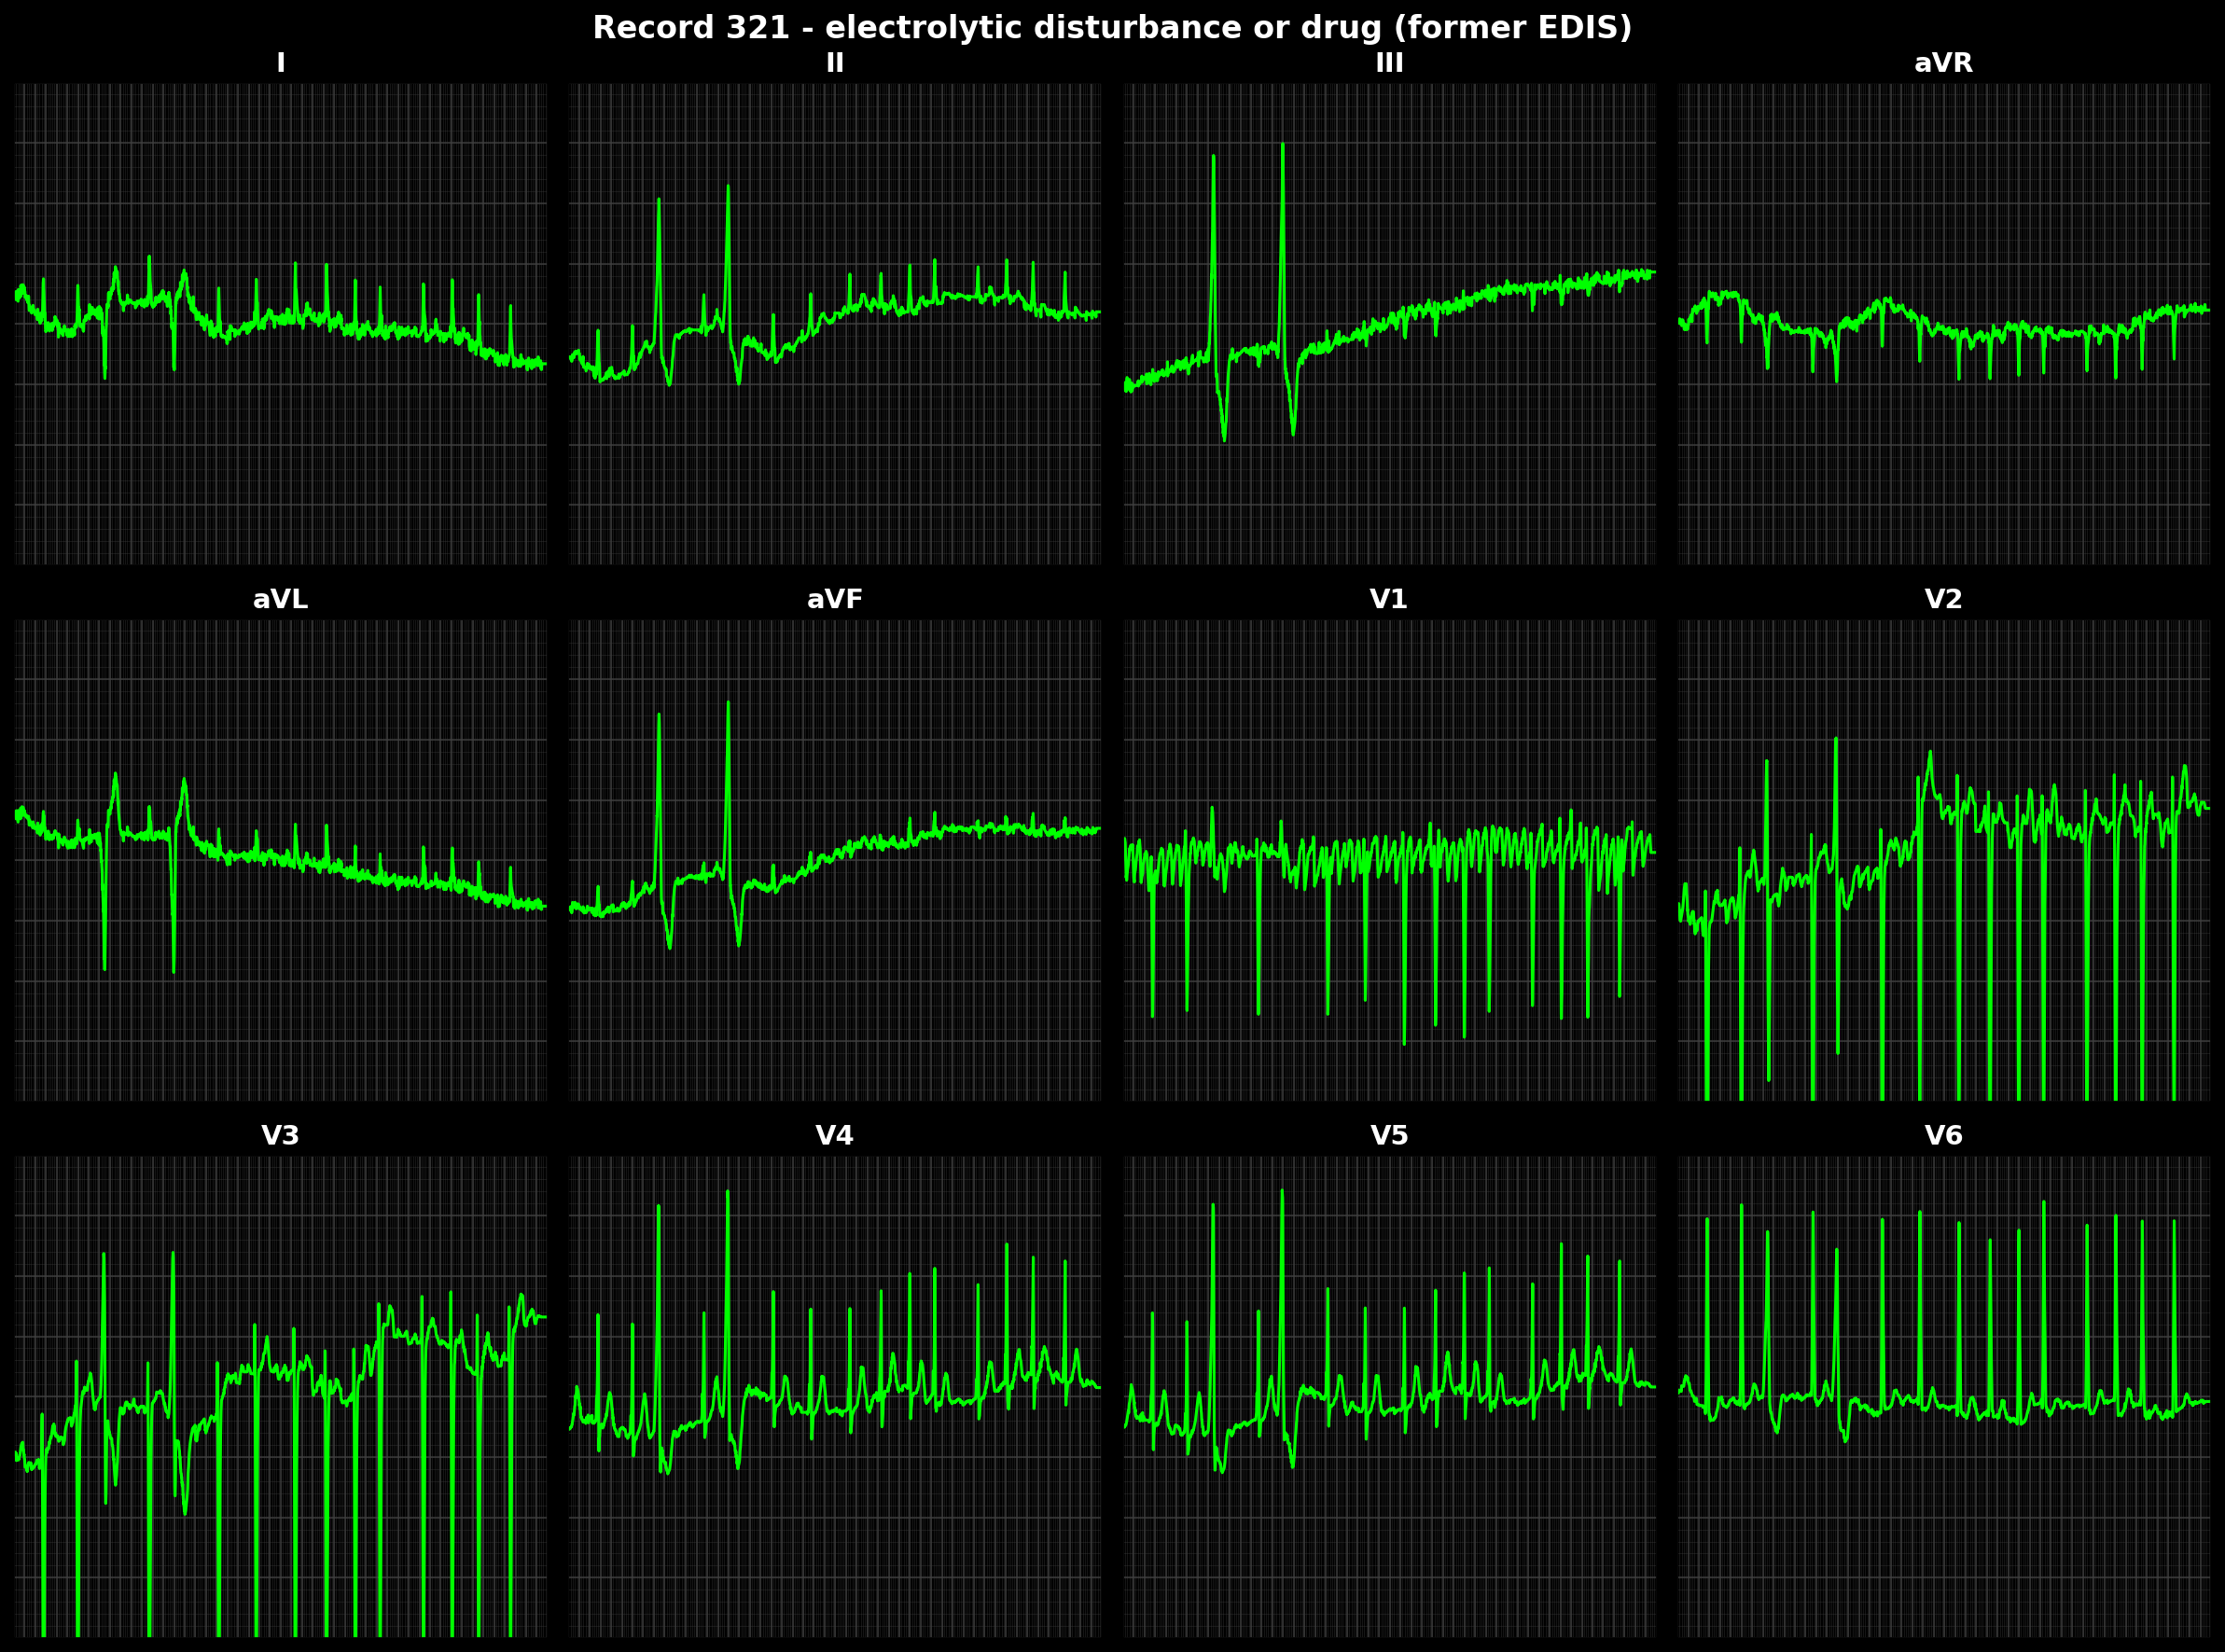 Record 321 - electrolytic disturbance or drug (former EDIS)
I II III aVR
aVL aVF V1 V2
V3 V4 V5 V6